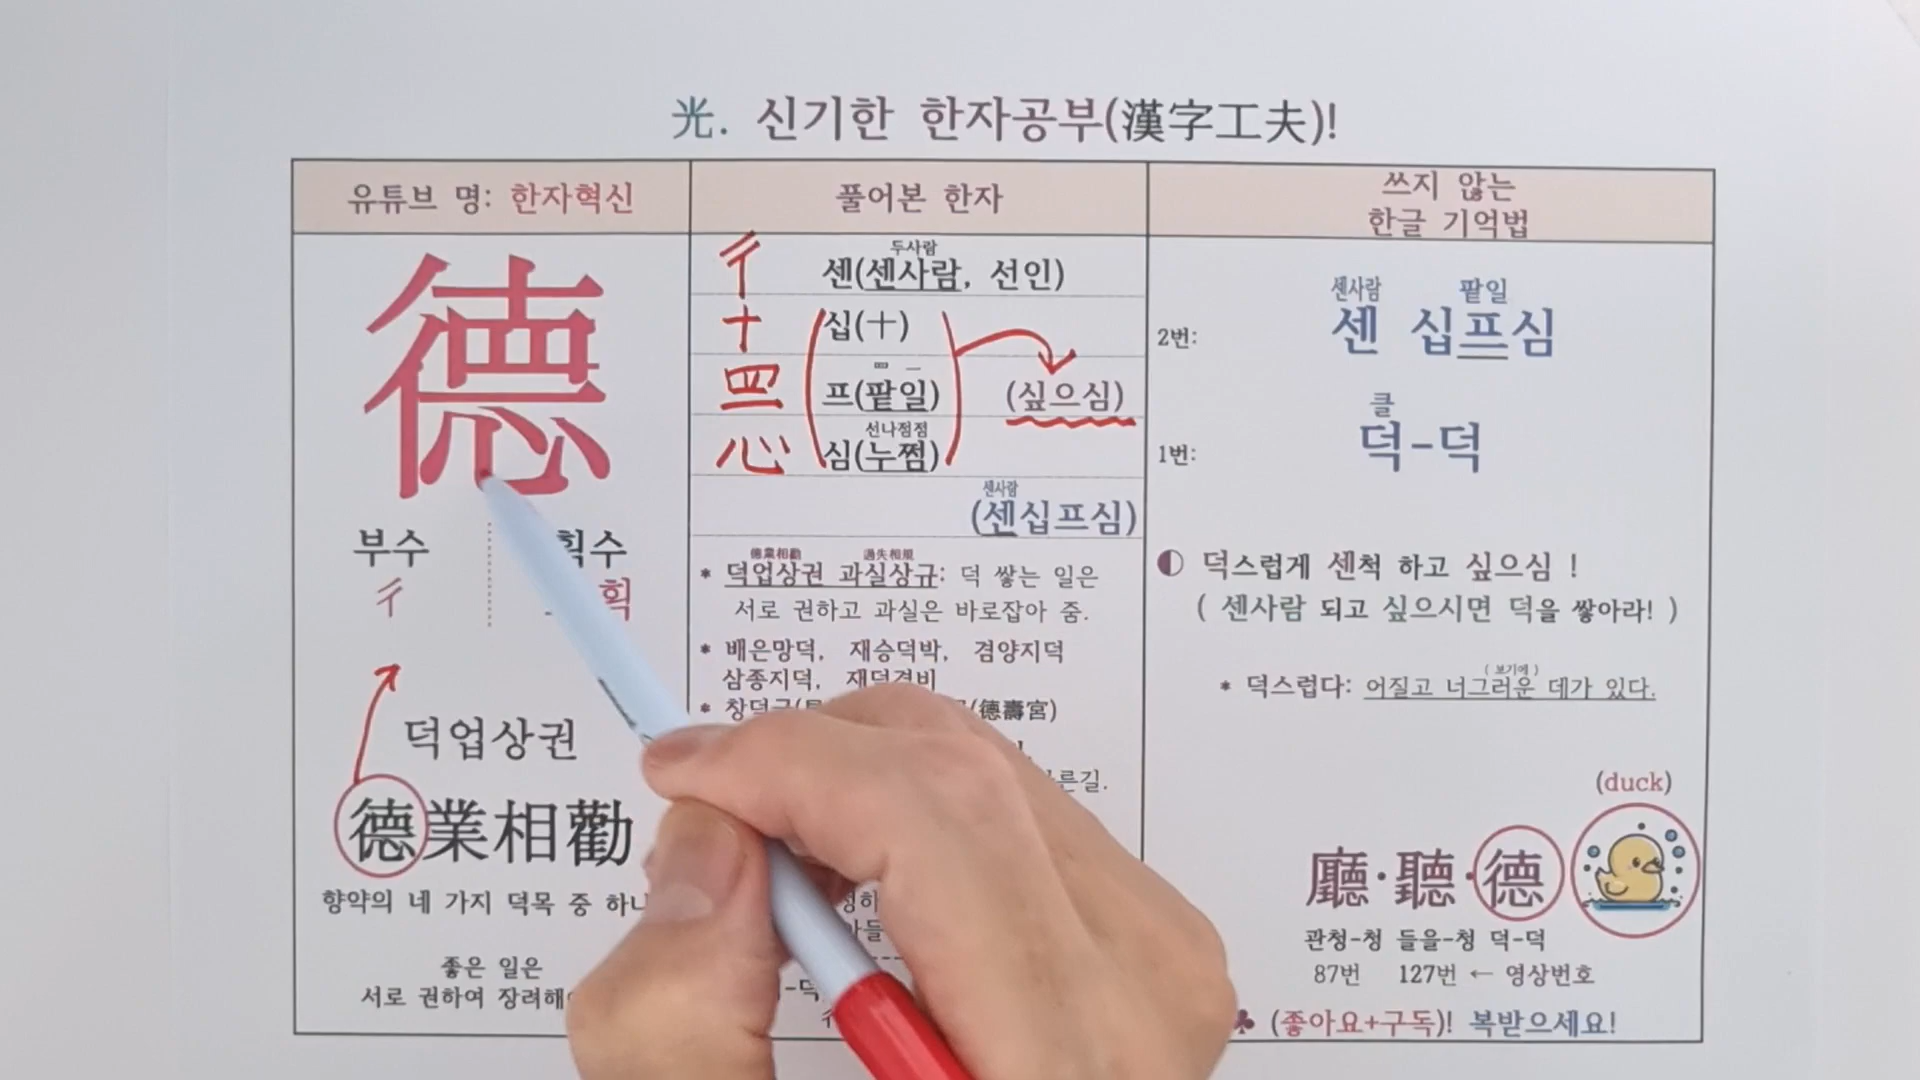 光. 신기한 한자공부(漢字工夫)!
유튜브 명: 한자혁신
풀어본 한자
쓰지 않는
한글 기억법
德
부수
획수
彳
획
덕업상권
德業相勸
향약의 네 가지 덕목 중 하나
좋은 일은
서로 권하여 장려해
彳
두사람
센(센사람, 선인)
十
십(十)
罒 一
프(팥일)
(싶으심)
心
선나점점
심(누쩜)
센사람
(센십프심)
德業相勸 過失相規
* 덕업상권 과실상규: 덕 쌓는 일은
서로 권하고 과실은 바로잡아 줌.
* 배은망덕, 재승덕박, 겸양지덕
삼종지덕, 재덕겸비
* 창덕궁( (德壽宮)
른길.
센사람 팥일
2번: 센 십프심
클
1번: 덕-덕
◐ 덕스럽게 센척 하고 싶으심 !
( 센사람 되고 싶으시면 덕을 쌓아라! )
(보기에)
* 덕스럽다: 어질고 너그러운 데가 있다.
(duck)
廳·聽·德
관청-청 들을-청 덕-덕
87번 127번 ← 영상번호
♣ (좋아요+구독)! 복받으세요!